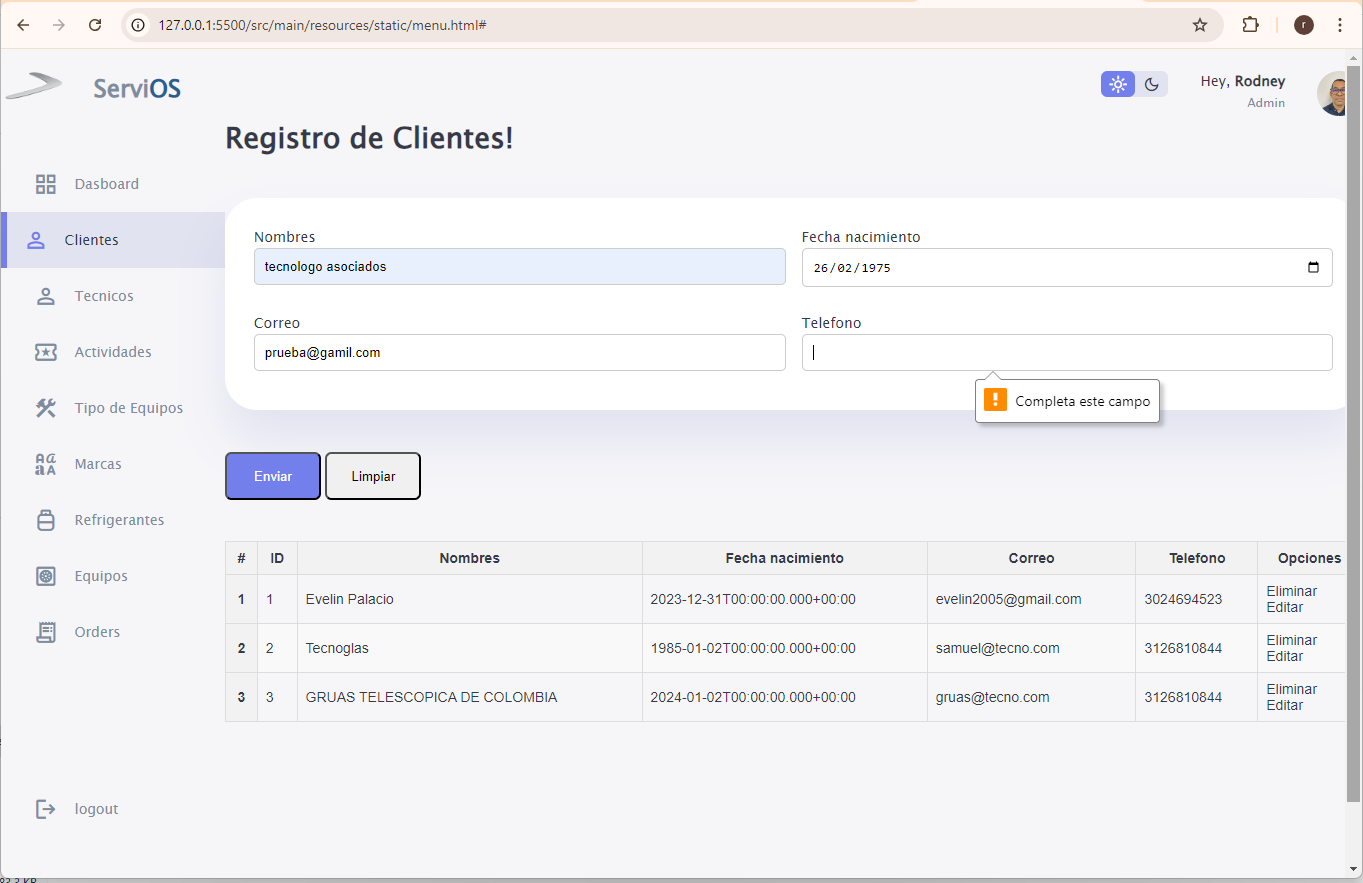 127.0.0.1:5500/src/main/resources/static/menu.html#
r
ServiOS
Hey, Rodney
Admin
Registro de Clientes!
Dasboard
Clientes
Tecnicos
Actividades
Tipo de Equipos
Marcas
Refrigerantes
Equipos
Orders
logout
Nombres
Fecha nacimiento
tecnologo asociados
26/02/1975
Correo
Telefono
prueba@gamil.com
Completa este campo
Enviar
Limpiar
# ID Nombres Fecha nacimiento Correo Telefono Opciones
1 1 Evelin Palacio 2023-12-31T00:00:00.000+00:00 evelin2005@gmail.com 3024694523 Eliminar
Editar
2 2 Tecnoglas 1985-01-02T00:00:00.000+00:00 samuel@tecno.com 3126810844 Eliminar
Editar
3 3 GRUAS TELESCOPICA DE COLOMBIA 2024-01-02T00:00:00.000+00:00 gruas@tecno.com 3126810844 Eliminar
Editar